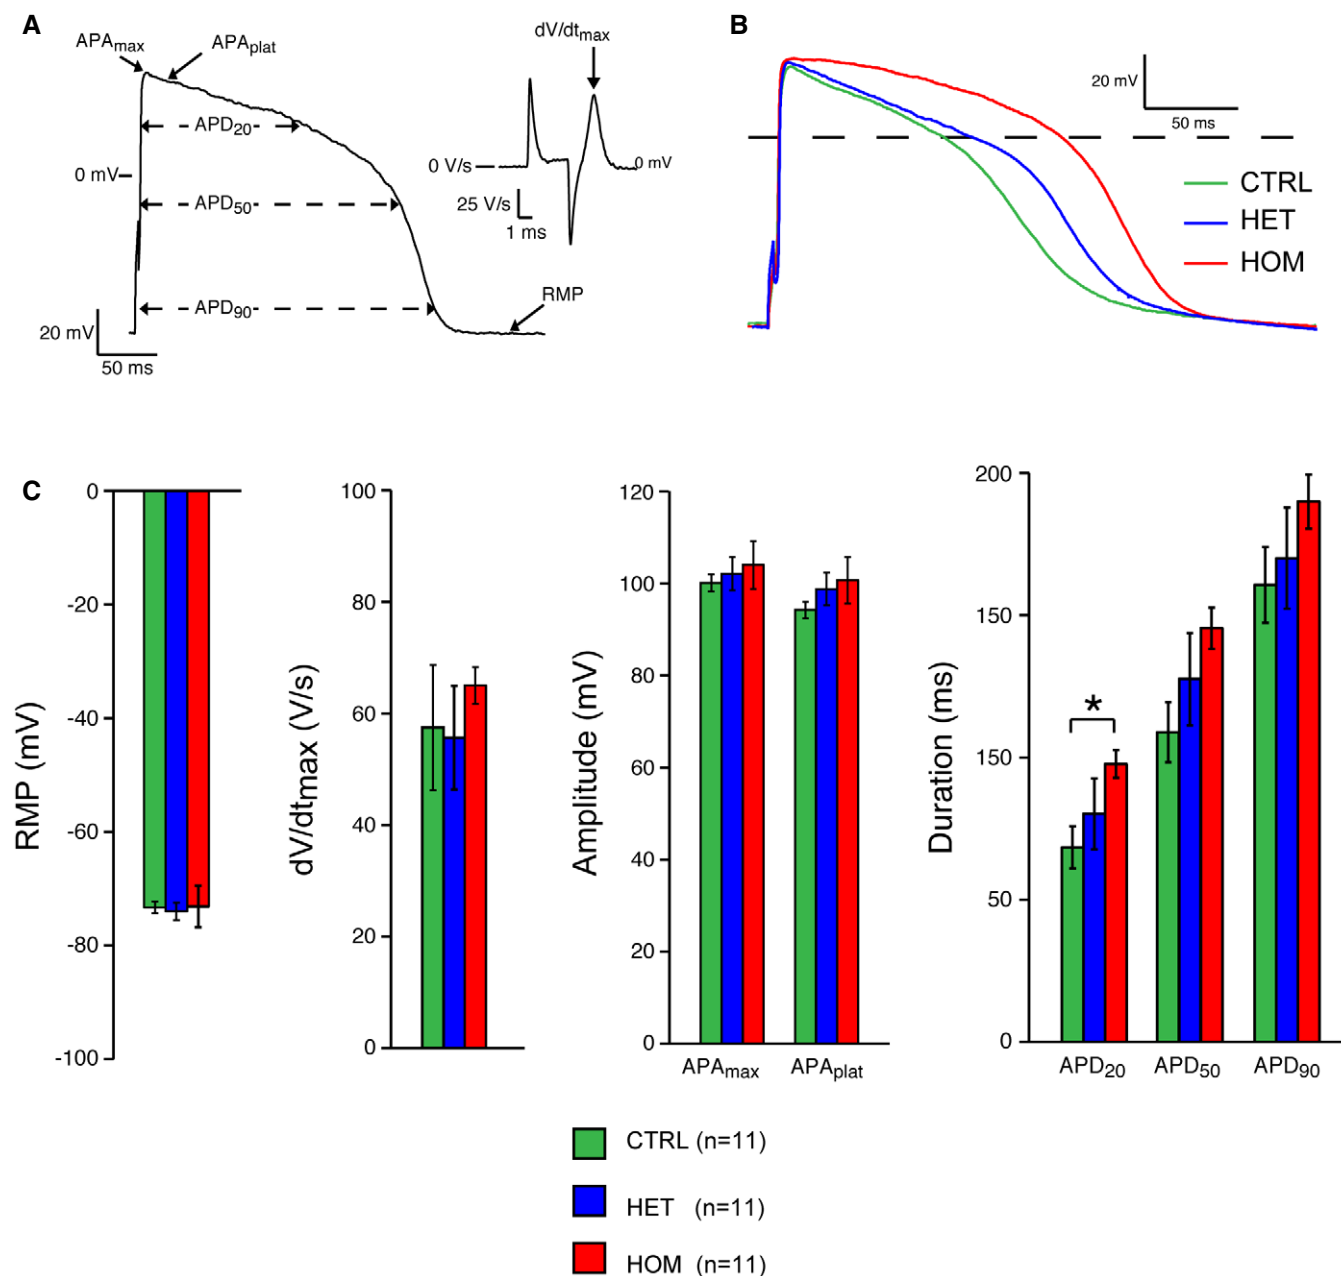 A
APAmax
APAplat
APD20
0 mV
APD50
APD90
20 mV
50 ms
RMP
dV/dtmax
0 V/s
0 mV
25 V/s
1 ms
B
20 mV
50 ms
CTRL
HET
HOM
C
RMP (mV)
0
-20
-40
-60
-80
-100
dV/dtmax (V/s)
100
80
60
40
20
0
Amplitude (mV)
120
100
80
60
40
20
0
APAmax
APAplat
Duration (ms)
200
150
150
50
0
*
APD20
APD50
APD90
CTRL (n=11)
HET (n=11)
HOM (n=11)